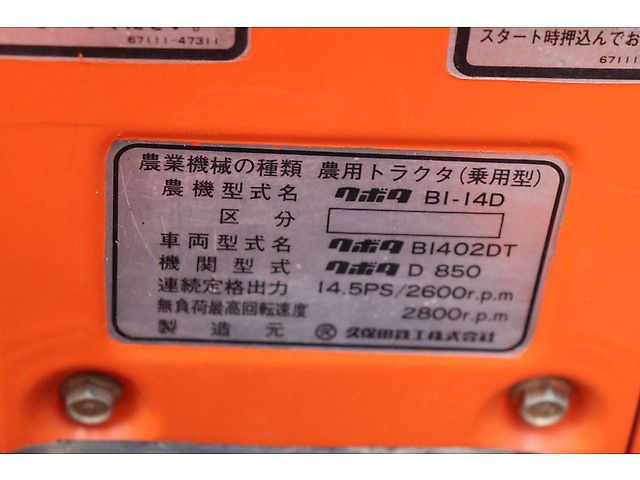 67111-47311
スタート時押込んでお
67111
農業機械の種類 農用トラクタ(乗用型)
農機型式名 クボタ B1-14D
区分
車両型式名 クボタ B1402DT
機関型式 クボタ D 850
連続定格出力 14.5PS/2600r.p.m
無負荷最高回転速度 2800r.p.m
製造元 久保田鉄工株式会社